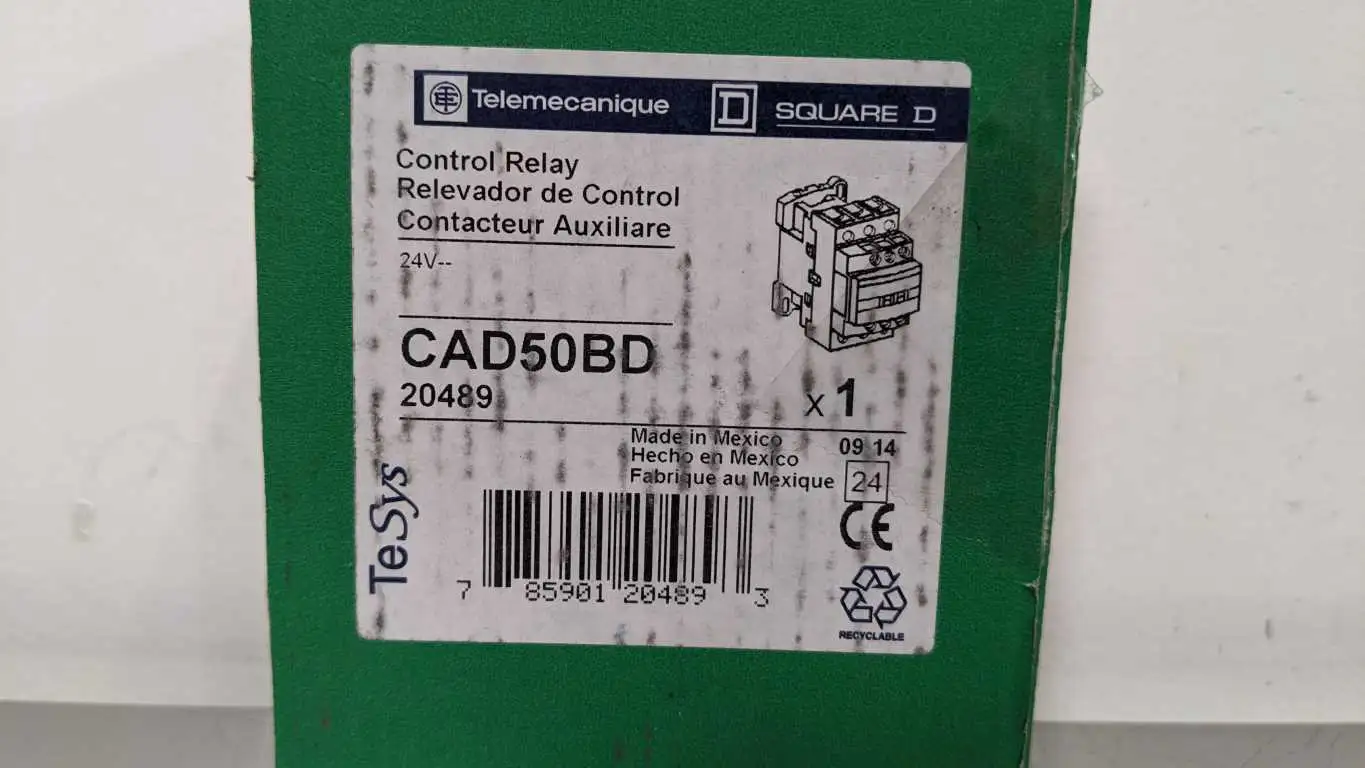 Telemecanique
D SQUARE D
Control Relay
Relevador de Control
Contacteur Auxiliare
24V--
CAD50BD
20489
x 1
Made in Mexico
Hecho en Mexico
Fabrique au Mexique
09 14
24
CE
TeSys
7 85901 20489 3
RECYCLABLE